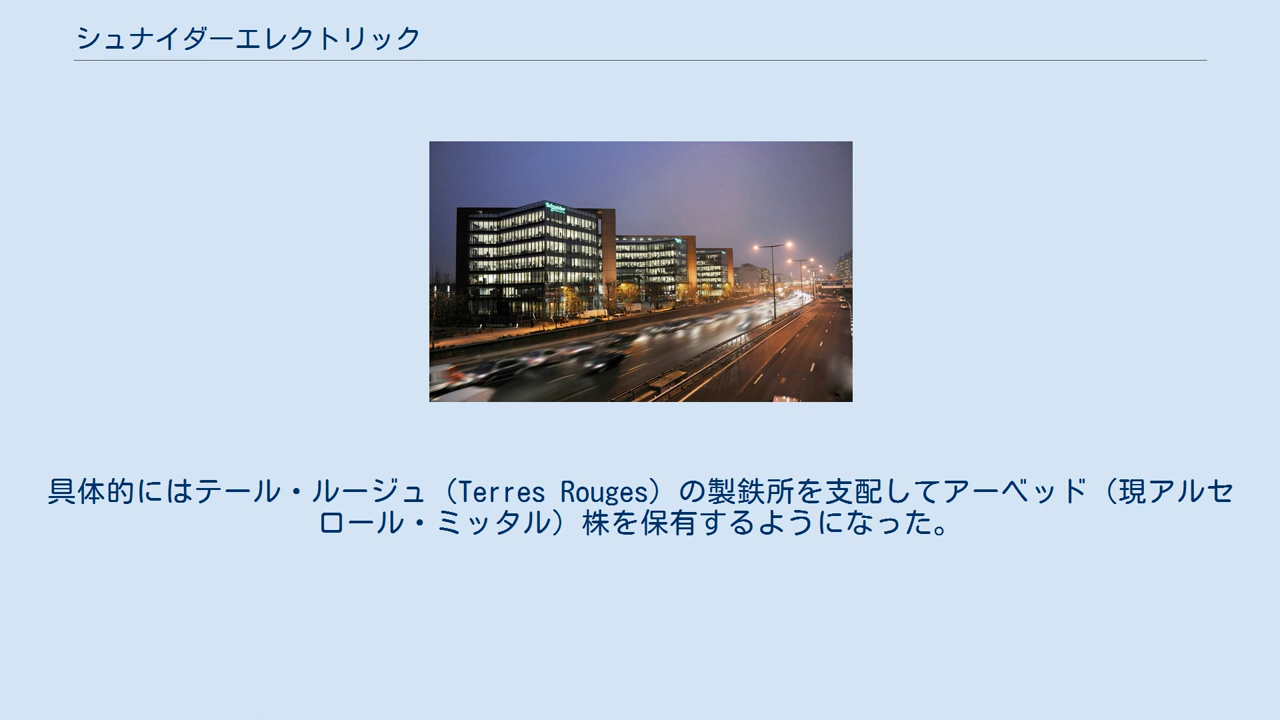 シュナイダーエレクトリック
Schneider
具体的にはテール・ルージュ（Terres Rouges）の製鉄所を支配してアーベッド（現アルセ
ロール・ミッタル）株を保有するようになった。